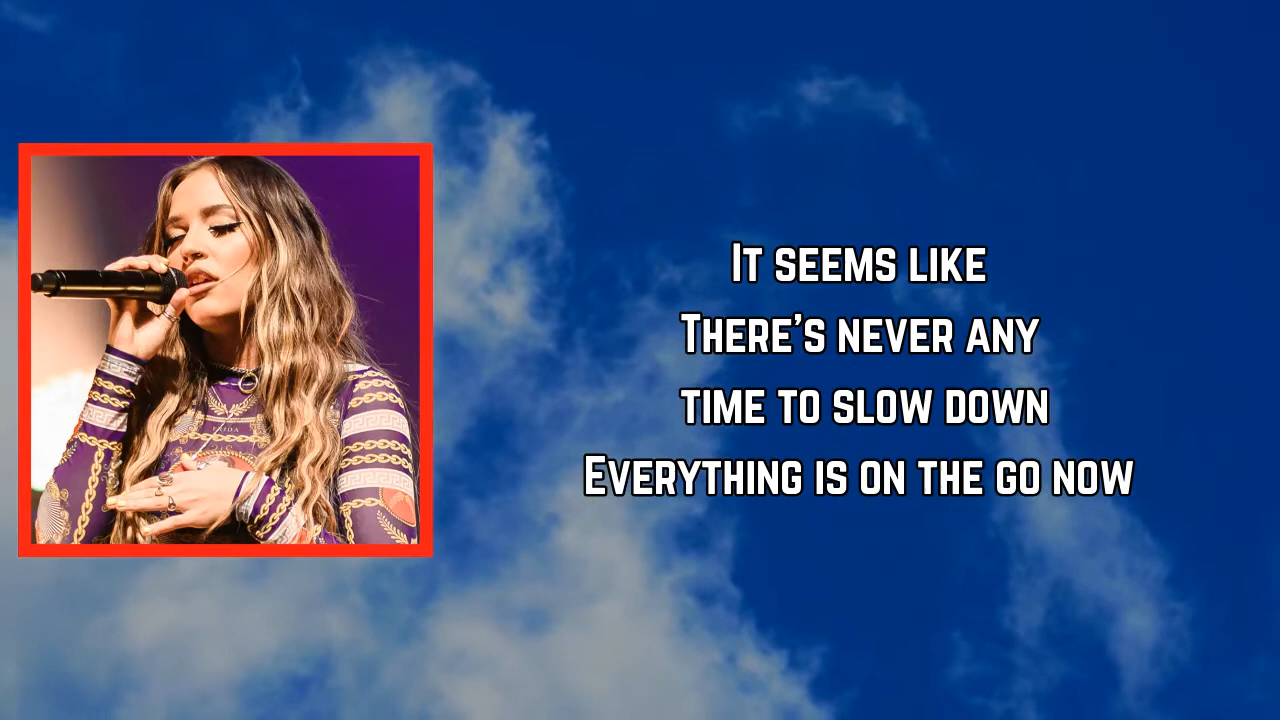 It seems like
There's never any
time to slow down
Everything is on the go now